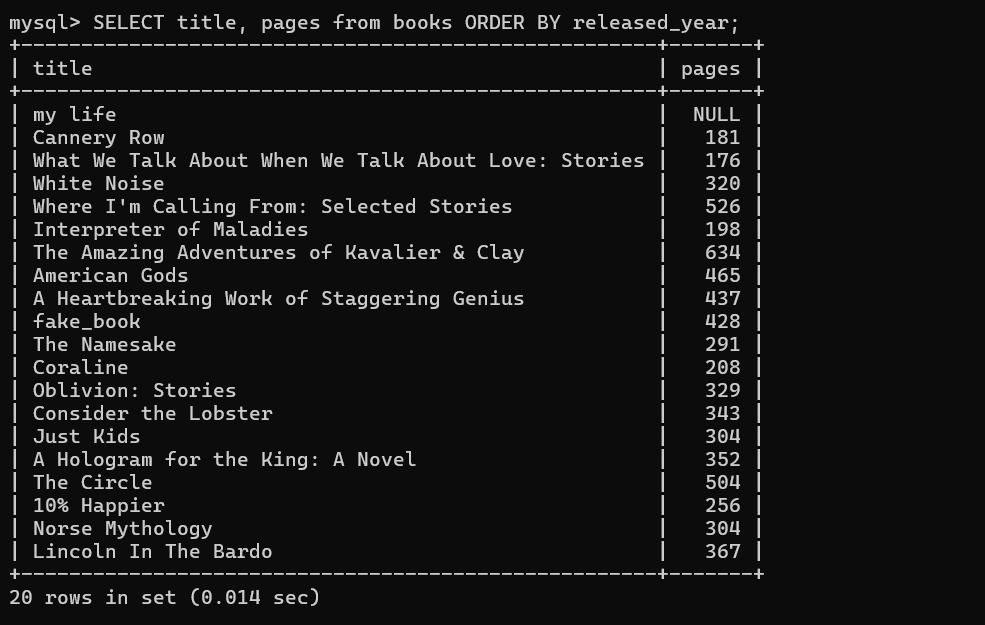 mysql> SELECT title, pages from books ORDER BY released_year;
+----------------------------------------------------+-------+
| title                                              | pages |
+----------------------------------------------------+-------+
| my life                                            |  NULL |
| Cannery Row                                        |   181 |
| What We Talk About When We Talk About Love: Stories |   176 |
| White Noise                                        |   320 |
| Where I'm Calling From: Selected Stories           |   526 |
| Interpreter of Maladies                            |   198 |
| The Amazing Adventures of Kavalier & Clay          |   634 |
| American Gods                                      |   465 |
| A Heartbreaking Work of Staggering Genius          |   437 |
| fake_book                                          |   428 |
| The Namesake                                       |   291 |
| Coraline                                           |   208 |
| Oblivion: Stories                                  |   329 |
| Consider the Lobster                               |   343 |
| Just Kids                                          |   304 |
| A Hologram for the King: A Novel                   |   352 |
| The Circle                                         |   504 |
| 10% Happier                                        |   256 |
| Norse Mythology                                    |   304 |
| Lincoln In The Bardo                               |   367 |
+----------------------------------------------------+-------+
20 rows in set (0.014 sec)